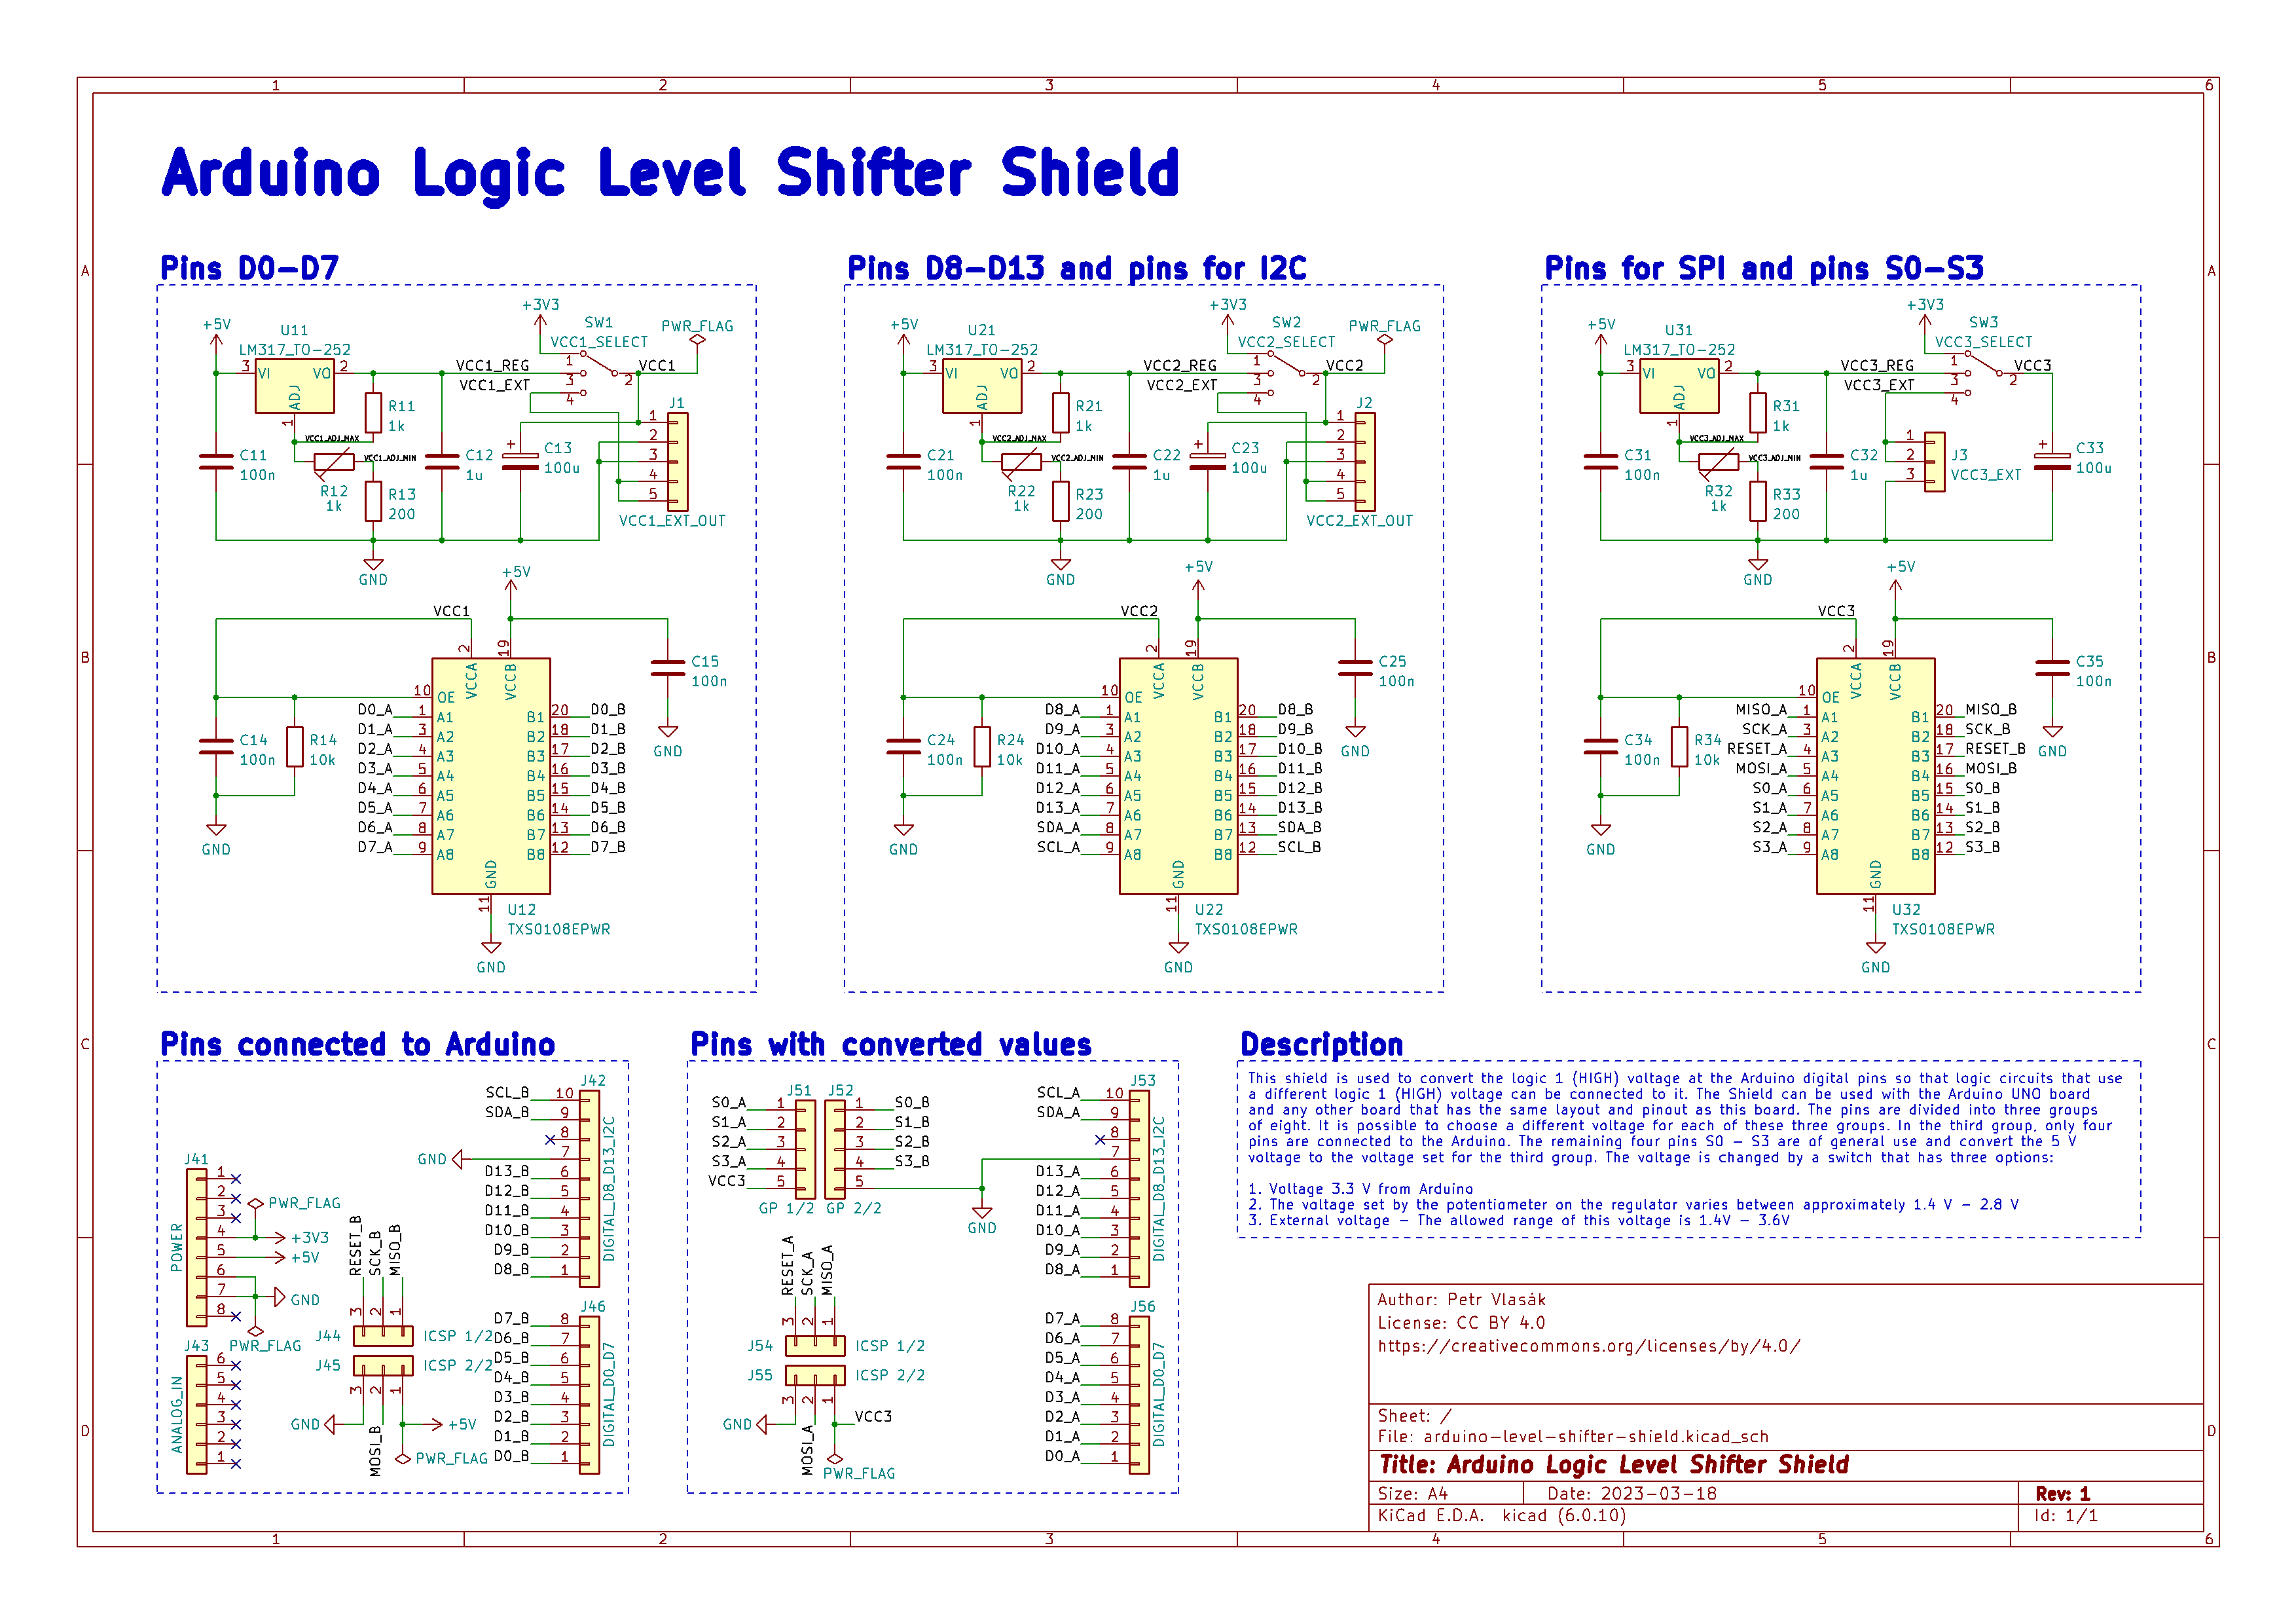 1 2 3 4 5 6
Arduino Logic Level Shifter Shield
A
A
Pins D0-D7
+5V
U11
LM317_TO-252
3 VI VO 2
ADJ
1
+3V3
SW1
VCC1_SELECT
PWR_FLAG
VCC1_REG
VCC1_EXT
1
3
4
2
VCC1
R11
1k
VCC1_ADJ_MAX
VCC1_ADJ_MIN
C11
100n
R12
1k
R13
200
C12
1u
C13
100u
J1
1
2
3
4
5
VCC1_EXT_OUT
GND
VCC1
+5V
2
19
VCCA
VCCB
C15
100n
GND
10 OE
D0_A 1 A1 B1 20 D0_B
D1_A 3 A2 B2 18 D1_B
D2_A 4 A3 B3 17 D2_B
D3_A 5 A4 B4 16 D3_B
D4_A 6 A5 B5 15 D4_B
D5_A 7 A6 B6 14 D5_B
D6_A 8 A7 B7 13 D6_B
D7_A 9 A8 B8 12 D7_B
C14
100n
R14
10k
GND
GND
11
U12
TXS0108EPWR
GND
Pins D8-D13 and pins for I2C
+5V
U21
LM317_TO-252
3 VI VO 2
ADJ
1
+3V3
SW2
VCC2_SELECT
PWR_FLAG
VCC2_REG
VCC2_EXT
1
3
4
2
VCC2
R21
1k
VCC2_ADJ_MAX
VCC2_ADJ_MIN
C21
100n
R22
1k
R23
200
C22
1u
C23
100u
J2
1
2
3
4
5
VCC2_EXT_OUT
GND
VCC2
+5V
2
19
VCCA
VCCB
C25
100n
GND
10 OE
D8_A 1 A1 B1 20 D8_B
D9_A 3 A2 B2 18 D9_B
D10_A 4 A3 B3 17 D10_B
D11_A 5 A4 B4 16 D11_B
D12_A 6 A5 B5 15 D12_B
D13_A 7 A6 B6 14 D13_B
SDA_A 8 A7 B7 13 SDA_B
SCL_A 9 A8 B8 12 SCL_B
C24
100n
R24
10k
GND
GND
11
U22
TXS0108EPWR
GND
Pins for SPI and pins S0-S3
+5V
U31
LM317_TO-252
3 VI VO 2
ADJ
1
+3V3
SW3
VCC3_SELECT
VCC3_REG
VCC3_EXT
1
3
4
2
VCC3
R31
1k
VCC3_ADJ_MAX
VCC3_ADJ_MIN
C31
100n
R32
1k
R33
200
C32
1u
1
2
3
J3
VCC3_EXT
C33
100u
GND
VCC3
+5V
2
19
VCCA
VCCB
C35
100n
GND
10 OE
MISO_A 1 A1 B1 20 MISO_B
SCK_A 3 A2 B2 18 SCK_B
RESET_A 4 A3 B3 17 RESET_B
MOSI_A 5 A4 B4 16 MOSI_B
S0_A 6 A5 B5 15 S0_B
S1_A 7 A6 B6 14 S1_B
S2_A 8 A7 B7 13 S2_B
S3_A 9 A8 B8 12 S3_B
C34
100n
R34
10k
GND
GND
11
U32
TXS0108EPWR
GND
B
B
C
C
Pins connected to Arduino
J41
POWER
1
2
3
4
5
6
7
8
PWR_FLAG
+3V3
+5V
GND
PWR_FLAG
J43
ANALOG_IN
6
5
4
3
2
1
RESET_B
SCK_B
MISO_B
3 2 1
J44 ICSP 1/2
J45 ICSP 2/2
3 2 1
GND
MOSI_B
+5V
PWR_FLAG
J42
SCL_B 10
SDA_B 9
8
GND 7
D13_B 6
D12_B 5
D11_B 4
D10_B 3
D9_B 2
D8_B 1
DIGITAL_D8_D13_I2C
J46
D7_B 8
D6_B 7
D5_B 6
D4_B 5
D3_B 4
D2_B 3
D1_B 2
D0_B 1
DIGITAL_D0_D7
Pins with converted values
J51 J52
S0_A 1 1 S0_B
S1_A 2 2 S1_B
S2_A 3 3 S2_B
S3_A 4 4 S3_B
VCC3 5 5
GP 1/2 GP 2/2
GND
RESET_A
SCK_A
MISO_A
3 2 1
J54 ICSP 1/2
J55 ICSP 2/2
3 2 1
GND
MOSI_A
VCC3
PWR_FLAG
J53
SCL_A 10
SDA_A 9
8
7
D13_A 6
D12_A 5
D11_A 4
D10_A 3
D9_A 2
D8_A 1
DIGITAL_D8_D13_I2C
J56
D7_A 8
D6_A 7
D5_A 6
D4_A 5
D3_A 4
D2_A 3
D1_A 2
D0_A 1
DIGITAL_D0_D7
Description
This shield is used to convert the logic 1 (HIGH) voltage at the Arduino digital pins so that logic circuits that use
a different logic 1 (HIGH) voltage can be connected to it. The Shield can be used with the Arduino UNO board
and any other board that has the same layout and pinout as this board. The pins are divided into three groups
of eight. It is possible to choose a different voltage for each of these three groups. In the third group, only four
pins are connected to the Arduina. The remaining four pins S0 - S3 are of general use and convert the 5 V
voltage to the voltage set for the third group. The voltage is changed by a switch that has three options:
1. Voltage 3.3 V from Arduino
2. The voltage set by the potentiometer on the regulator varies between approximately 1.4 V - 2.8 V
3. External voltage - The allowed range of this voltage is 1.4V - 3.6V
Author: Petr Vlasák
License: CC BY 4.0
https://creativecommons.org/licenses/by/4.0/
Sheet: /
File: arduino-level-shifter-shield.kicad_sch
Title: Arduino Logic Level Shifter Shield
Size: A4 Date: 2023-03-18 Rev: 1
KiCad E.D.A. kicad (6.0.10) Id: 1/1
D
D
1 2 3 4 5 6